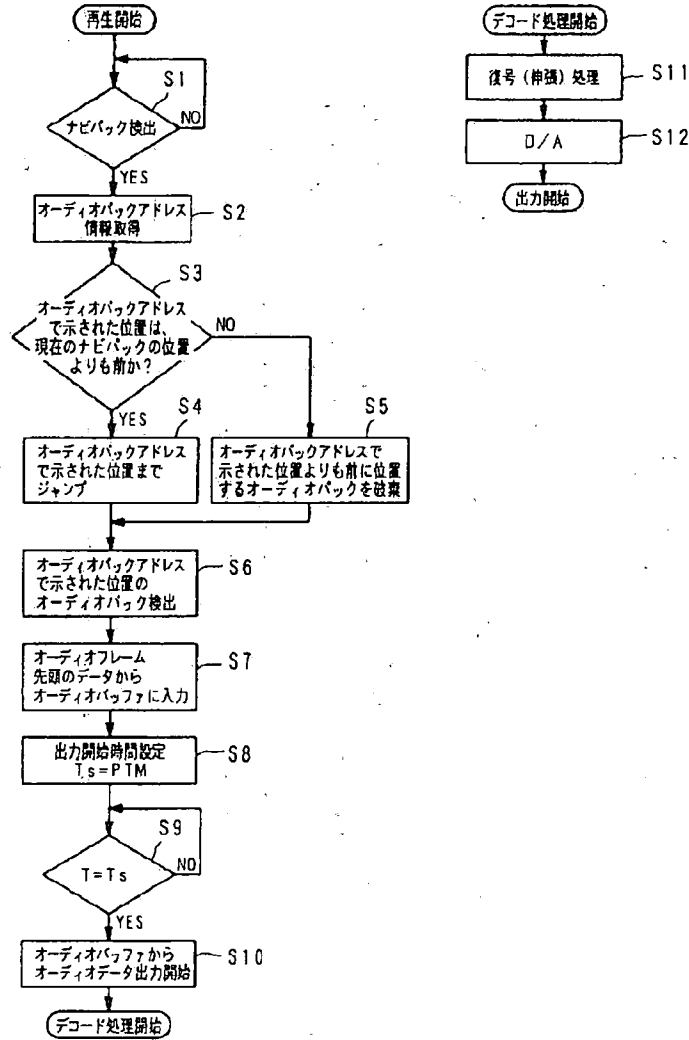 再生開始
S1
ナビパック検出
NO
YES
オーディオパックアドレス
情報取得
S2
S3
オーディオパックアドレス
で示された位置は、
現在のナビパックの位置
よりも前か?
NO
YES
S4
オーディオパックアドレス
で示された位置まで
ジャンプ
S5
オーディオパックアドレスで
示された位置よりも前に位置
するオーディオパックを破棄
オーディオパックアドレス
で示された位置の
オーディオパック検出
S6
オーディオフレーム
先頭のデータから
オーディオバッファに入力
S7
出力開始時間設定
Ts=PTM
S8
S9
T=Ts
NO
YES
オーディオバッファから
オーディオデータ出力開始
S10
デコード処理開始
デコード処理開始
復号(伸張)処理
S11
D/A
S12
出力開始